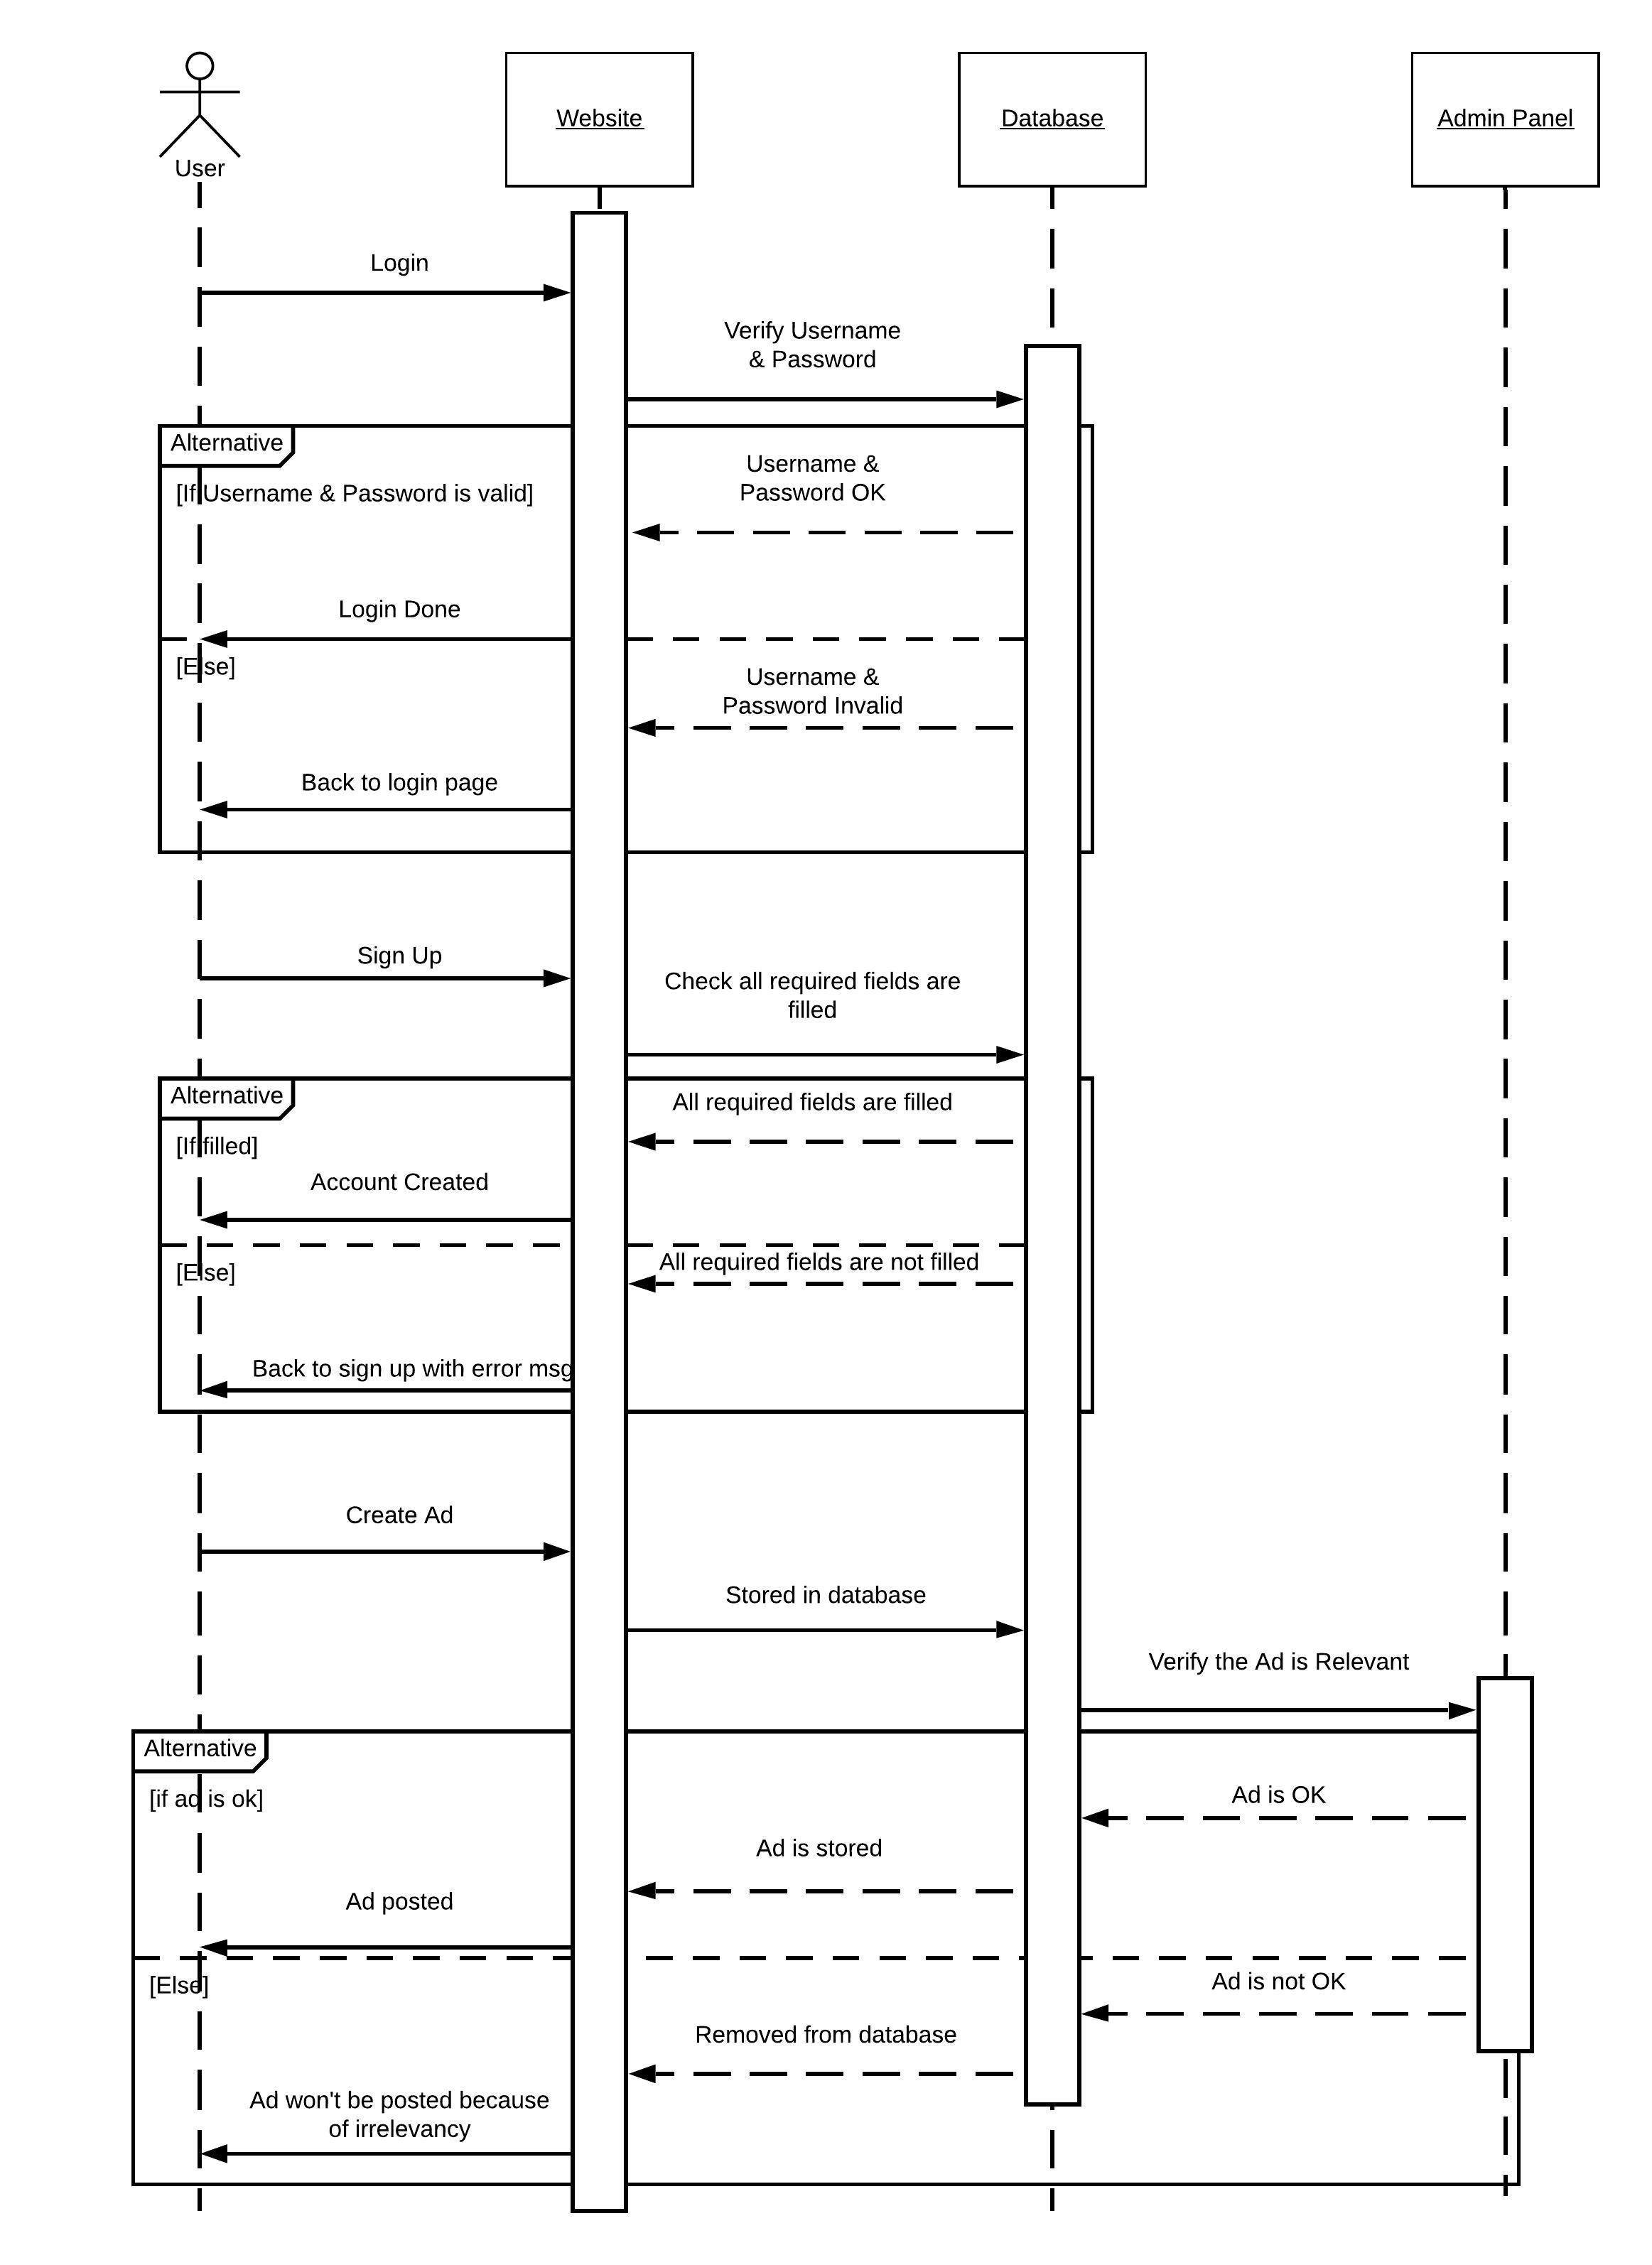 User
Website
Database
Admin Panel
Login
Verify Username
& Password
Alternative
[If Username & Password is valid]
Username &
Password OK
Login Done
[Else]
Username &
Password Invalid
Back to login page
Sign Up
Check all required fields are
filled
Alternative
All required fields are filled
[If filled]
Account Created
All required fields are not filled
[Else]
Back to sign up with error msg
Create Ad
Stored in database
Verify the Ad is Relevant
Alternative
[if ad is ok]
Ad is OK
Ad is stored
Ad posted
[Else]
Ad is not OK
Removed from database
Ad won't be posted because
of irrelevancy